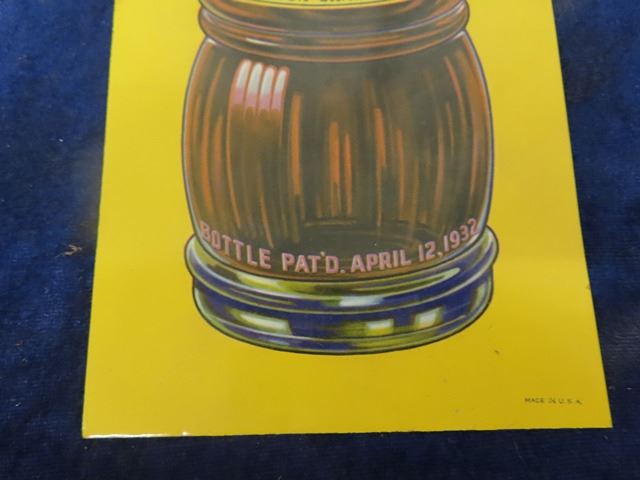 BOTTLE PAT'D. APRIL 12, 1932
MADE IN U.S.A.